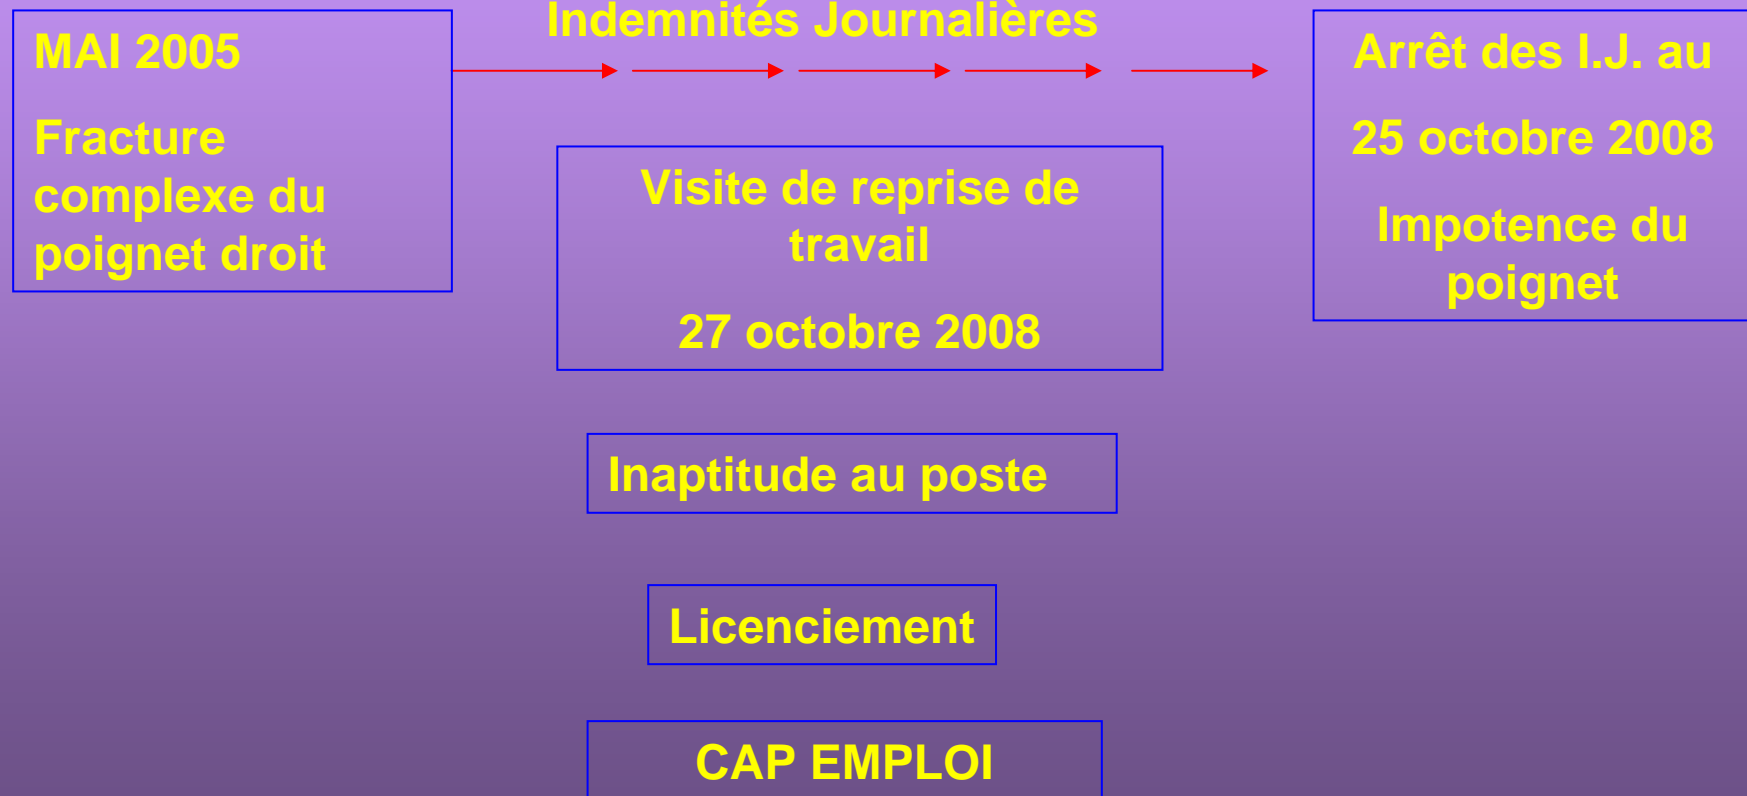 MAI 2005
Fracture
complexe du
poignet droit
Indemnités Journalières
Arrêt des I.J. au
25 octobre 2008
Impotence du
poignet
Visite de reprise de
travail
27 octobre 2008
Inaptitude au poste
Licenciement
CAP EMPLOI